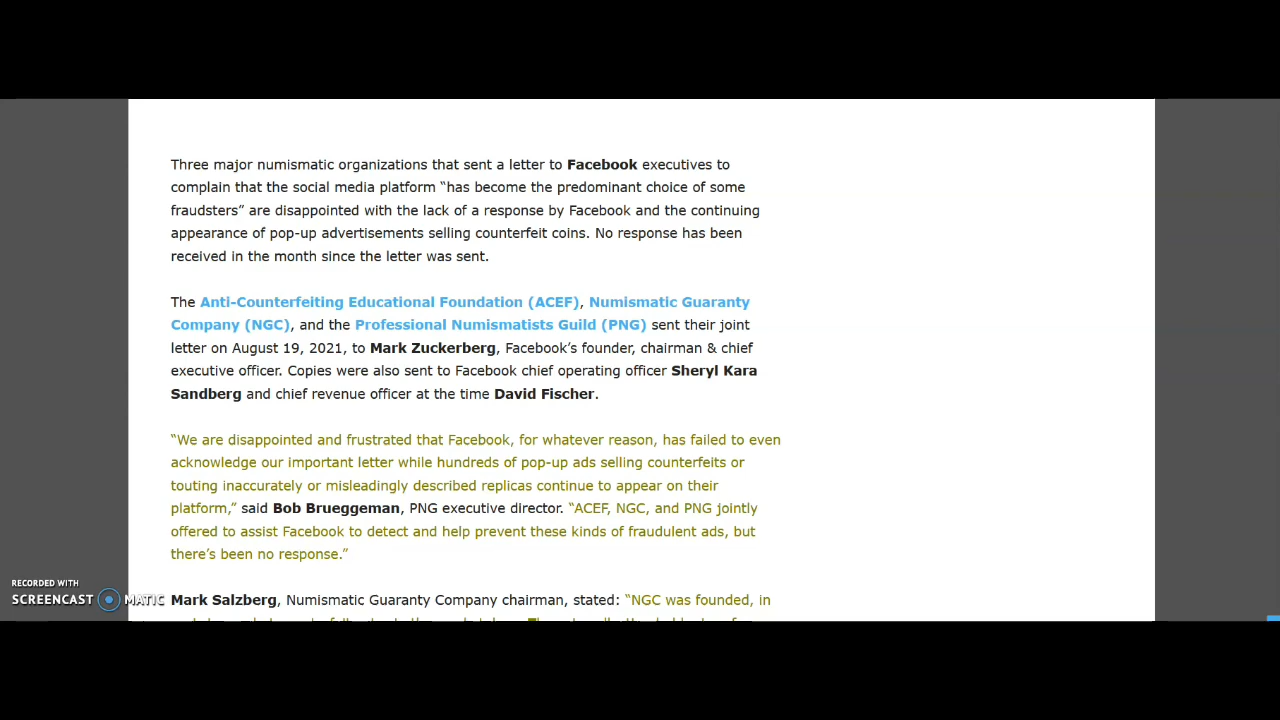 Three major numismatic organizations that sent a letter to Facebook executives to
complain that the social media platform “has become the predominant choice of some
fraudsters” are disappointed with the lack of a response by Facebook and the continuing
appearance of pop-up advertisements selling counterfeit coins. No response has been
received in the month since the letter was sent.
The Anti-Counterfeiting Educational Foundation (ACEF), Numismatic Guaranty
Company (NGC), and the Professional Numismatists Guild (PNG) sent their joint
letter on August 19, 2021, to Mark Zuckerberg, Facebook’s founder, chairman & chief
executive officer. Copies were also sent to Facebook chief operating officer Sheryl Kara
Sandberg and chief revenue officer at the time David Fischer.
“We are disappointed and frustrated that Facebook, for whatever reason, has failed to even
acknowledge our important letter while hundreds of pop-up ads selling counterfeits or
touting inaccurately or misleadingly described replicas continue to appear on their
platform,” said Bob Brueggeman, PNG executive director. “ACEF, NGC, and PNG jointly
offered to assist Facebook to detect and help prevent these kinds of fraudulent ads, but
there’s been no response.”
Mark Salzberg, Numismatic Guaranty Company chairman, stated: “NGC was founded, in
RECORDED WITH
SCREENCAST MATIC